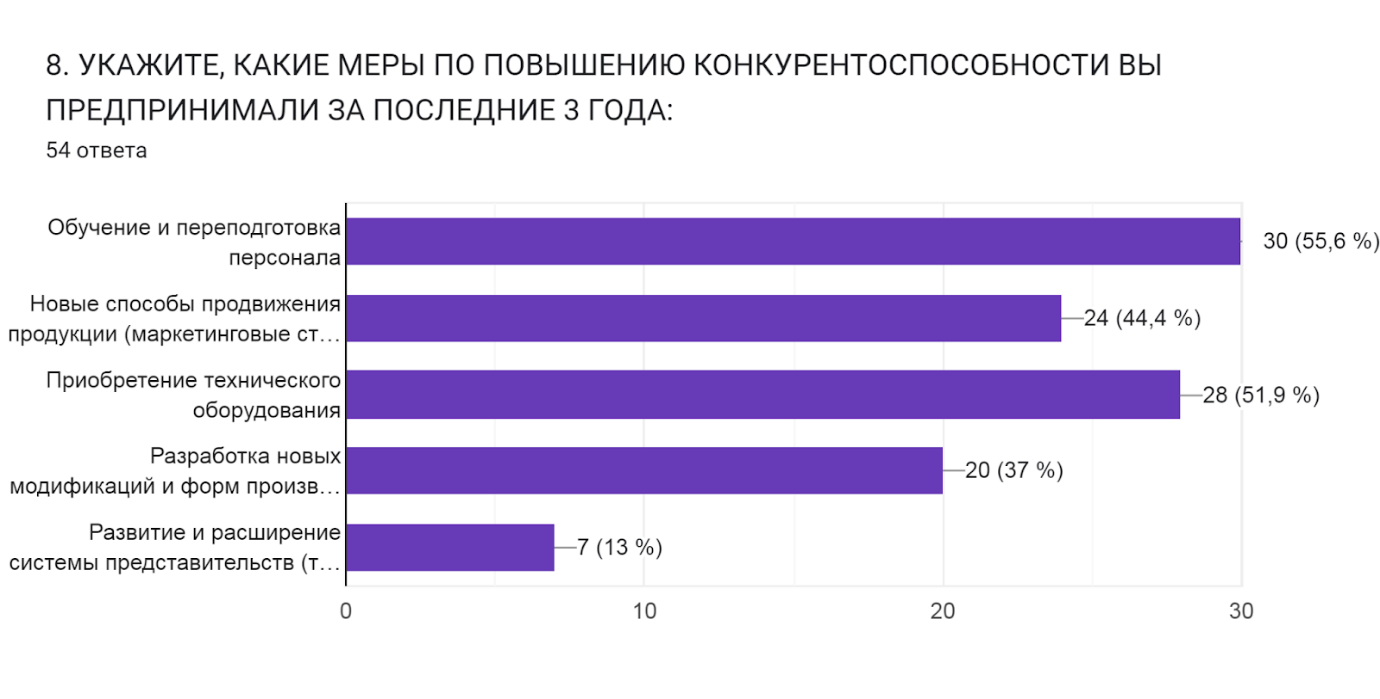 8. УКАЖИТЕ, КАКИЕ МЕРЫ ПО ПОВЫШЕНИЮ КОНКУРЕНТОСПОСОБНОСТИ ВЫ
ПРЕДПРИНИМАЛИ ЗА ПОСЛЕДНИЕ 3 ГОДА:
54 ответа
Обучение и переподготовка
персонала
30 (55,6 %)
Новые способы продвижения
продукции (маркетинговые ст…
24 (44,4 %)
Приобретение технического
оборудования
28 (51,9 %)
Разработка новых
модификаций и форм произв…
20 (37 %)
Развитие и расширение
системы представительств (т…
7 (13 %)
0 10 20 30